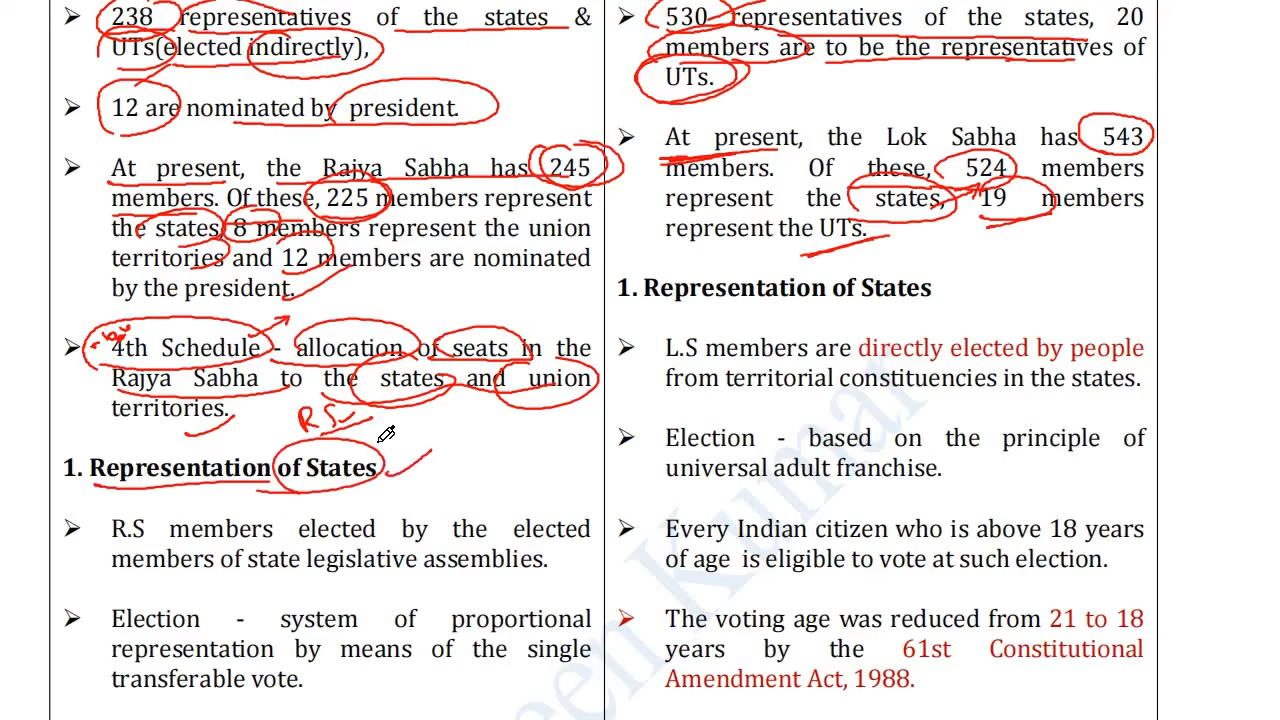 ➢ 238 representatives of the states &
UTs(elected indirectly),
➢ 12 are nominated by president.
➢ At present, the Rajya Sabha has 245
members. Of these, 225 members represent
the states, 8 members represent the union
territories and 12 members are nominated
by the president.
➢ 4th Schedule - allocation of seats in the
Rajya Sabha to the states and union
territories.
RS
1. Representation of States
➢ R.S members elected by the elected
members of state legislative assemblies.
➢ Election - system of proportional
representation by means of the single
transferable vote.
➢ 530 representatives of the states, 20
members are to be the representatives of
UTs.
➢ At present, the Lok Sabha has 543
members. Of these, 524 members
represent the states, 19 members
represent the UTs.
1. Representation of States
➢ L.S members are directly elected by people
from territorial constituencies in the states.
➢ Election - based on the principle of
universal adult franchise.
➢ Every Indian citizen who is above 18 years
of age is eligible to vote at such election.
➢ The voting age was reduced from 21 to 18
years by the 61st Constitutional
Amendment Act, 1988.
een Kumar